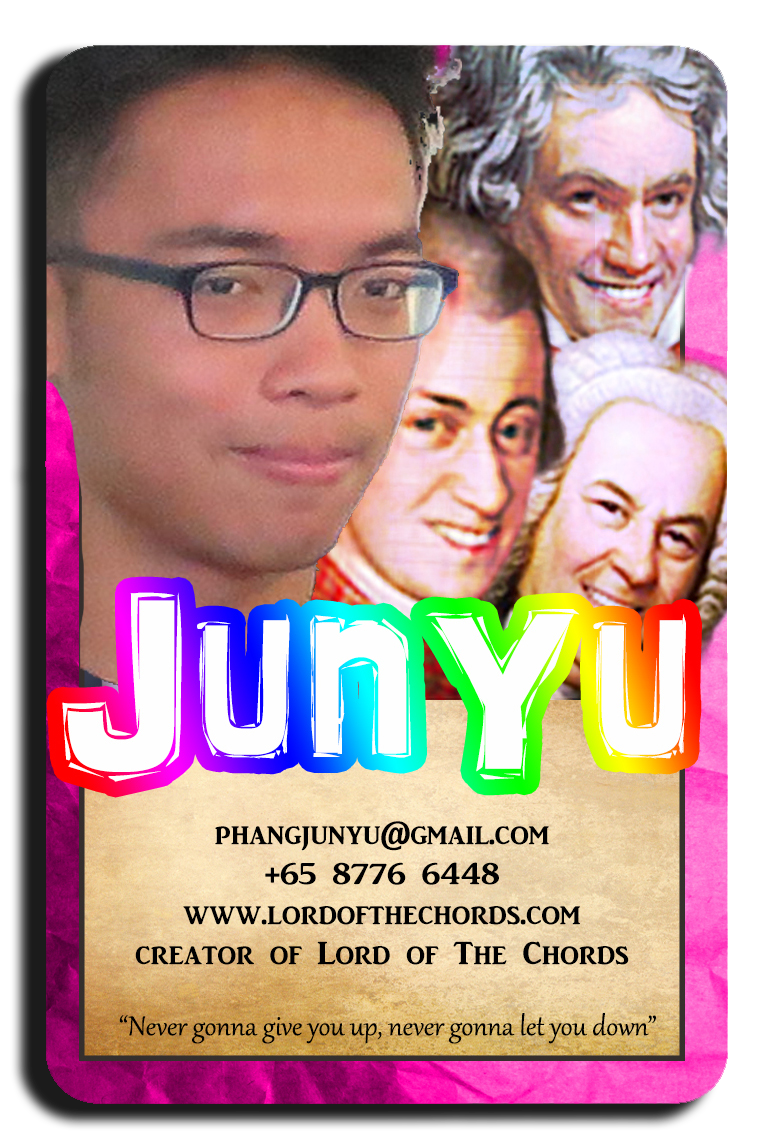 JunYu
phangjunyu@gmail.com
+65 8776 6448
www.lordofthechords.com
creator of Lord of The Chords
“Never gonna give you up, never gonna let you down”